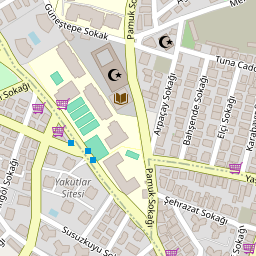 Güneştepe Sokak
Pamuk Sokağı
Tuna Cadd
Arpaçay Sokağı
Bahşende Sokağı
Elçi Sokağı
Sokağı
Yakutlar
Sitesi
Pamuk Sokağı
Şehrazat Sokağı
Susuzkuyu Sokağı